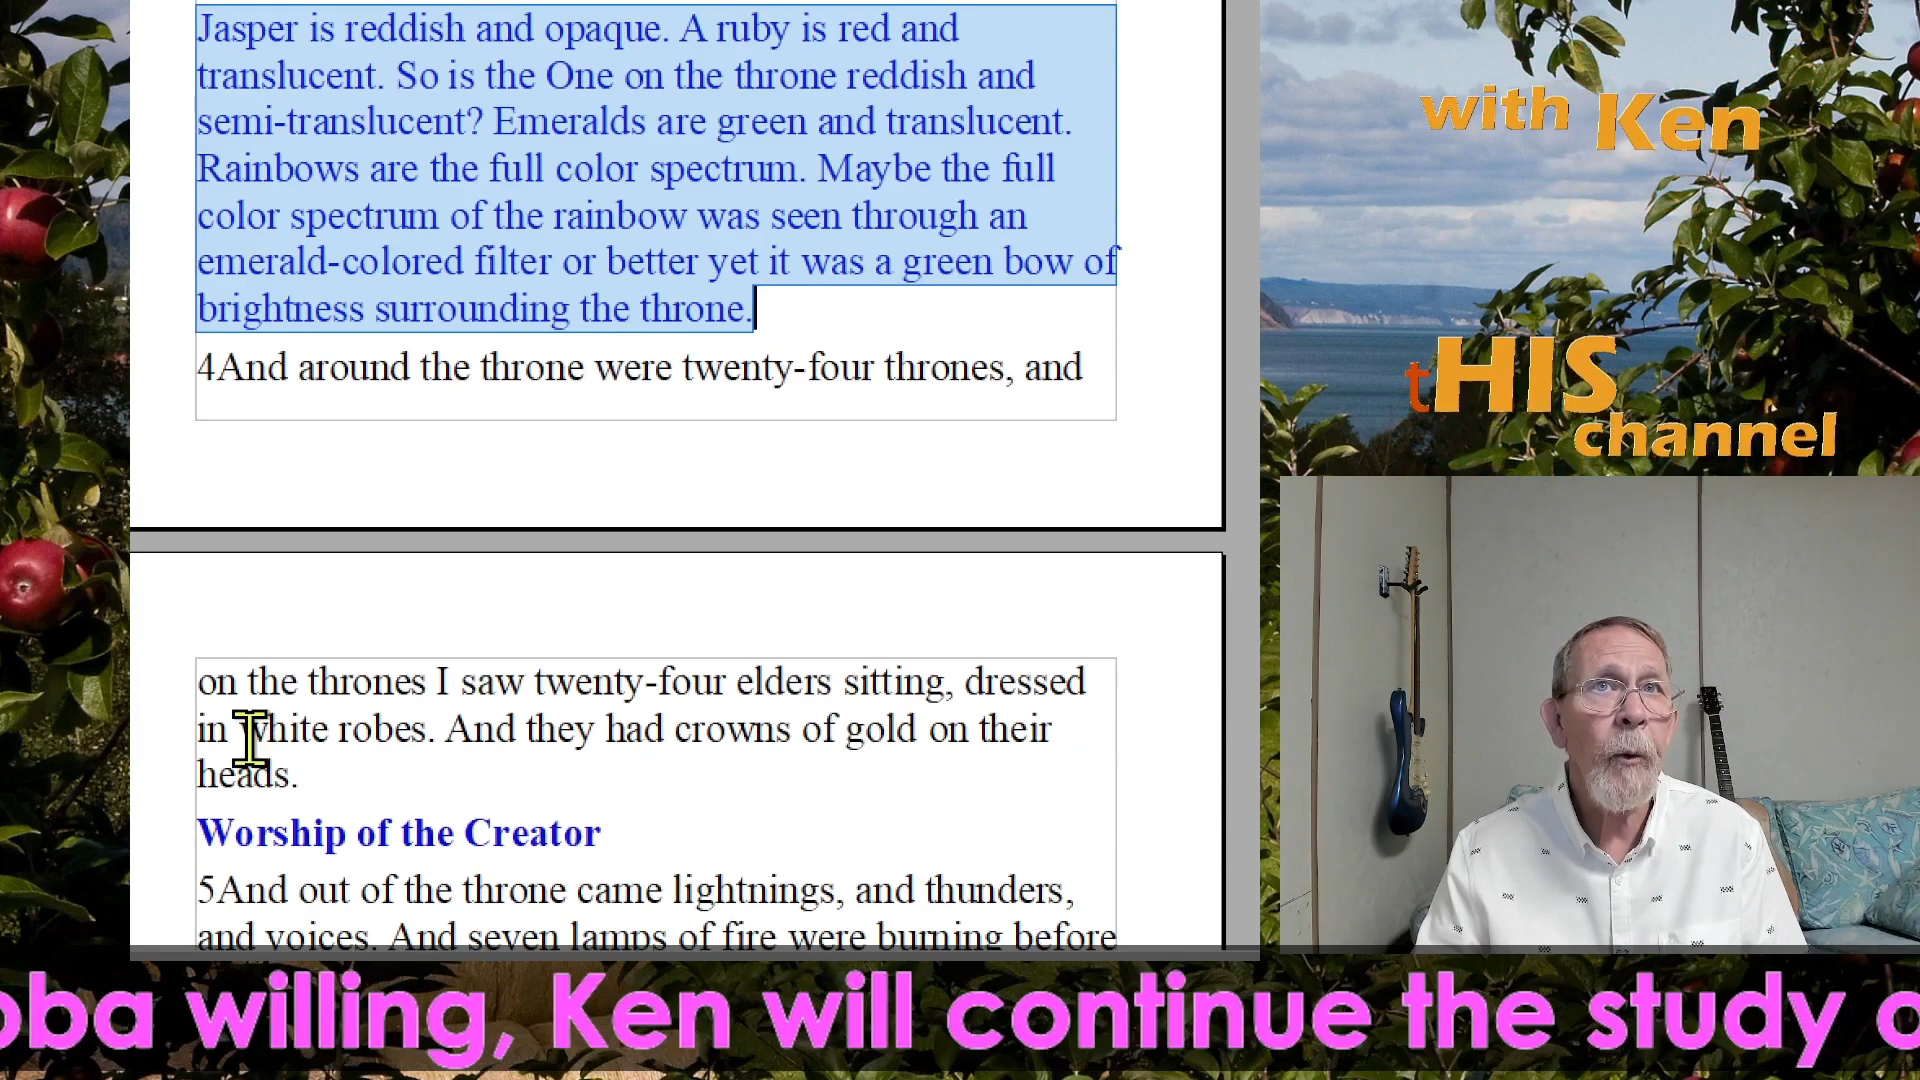 Jasper is reddish and opaque. A ruby is red and
translucent. So is the One on the throne reddish and
semi-translucent? Emeralds are green and translucent.
Rainbows are the full color spectrum. Maybe the full
color spectrum of the rainbow was seen through an
emerald-colored filter or better yet it was a green bow of
brightness surrounding the throne.
4And around the throne were twenty-four thrones, and
on the thrones I saw twenty-four elders sitting, dressed
in white robes. And they had crowns of gold on their
heads.
Worship of the Creator
5And out of the throne came lightnings, and thunders,
and voices. And seven lamps of fire were burning before
with Ken
tHIS
channel
willing, Ken will continue the study